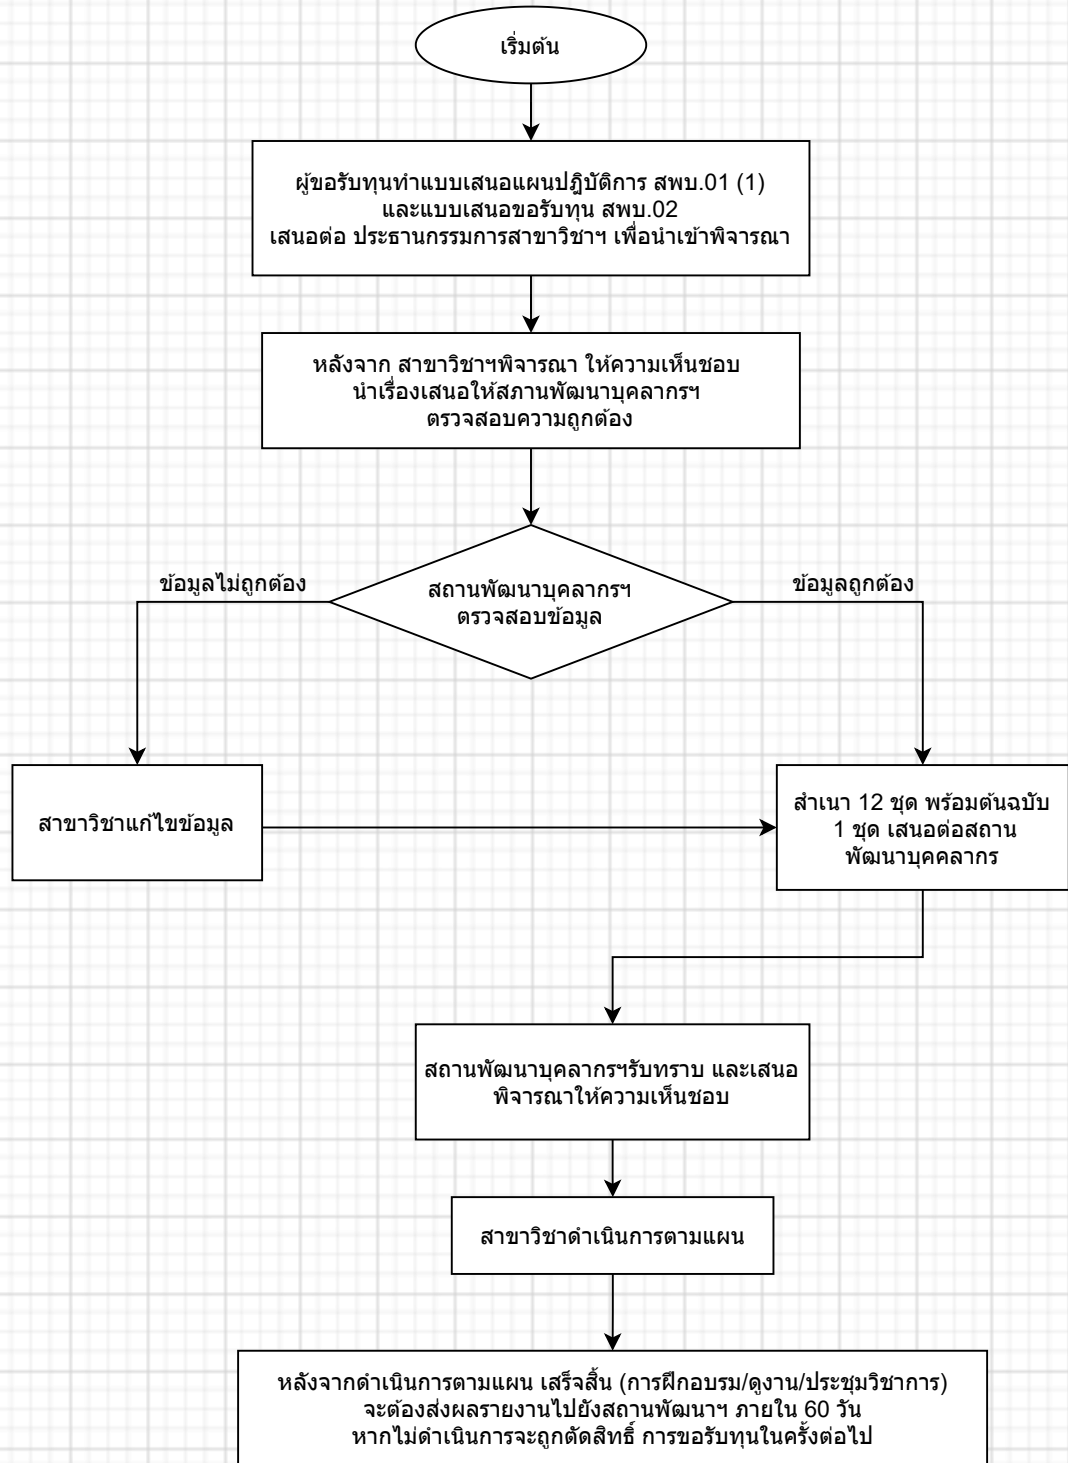 เริ่มต้น
ผู้ขอรับทุนทำแบบเสนอแผนปฎิบัติการ สพบ.01 (1)
และแบบเสนอขอรับทุน สพบ.02
เสนอต่อ ประธานกรรมการสาขาวิชาฯ เพื่อนำเข้าพิจารณา
หลังจาก สาขาวิชาฯพิจารณา ให้ความเห็นชอบ
นำเรื่องเสนอให้สภานพัฒนาบุคลากรฯ
ตรวจสอบความถูกต้อง
ข้อมูลไม่ถูกต้อง
สถานพัฒนาบุคลากรฯ
ตรวจสอบข้อมูล
ข้อมูลถูกต้อง
สาขาวิชาแก้ไขข้อมูล
สำเนา 12 ชุด พร้อมต้นฉบับ
1 ชุด เสนอต่อสถาน
พัฒนาบุคคลากร
สถานพัฒนาบุคลากรฯรับทราบ และเสนอ
พิจารณาให้ความเห็นชอบ
สาขาวิชาดำเนินการตามแผน
หลังจากดำเนินการตามแผน เสร็จสิ้น (การฝึกอบรม/ดูงาน/ประชุมวิชาการ)
จะต้องส่งผลรายงานไปยังสถานพัฒนาฯ ภายใน 60 วัน
หากไม่ดำเนินการจะถูกตัดสิทธิ์ การขอรับทุนในครั้งต่อไป